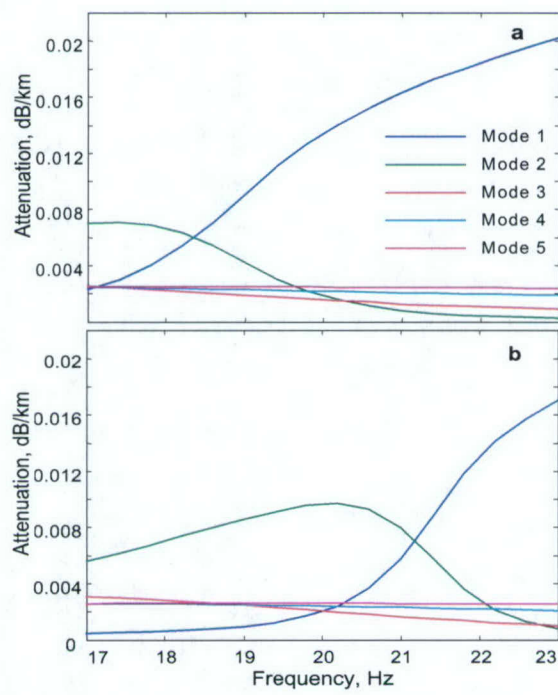 a
0.02
0.016
0.012
0.008
0.004
Attenuation, dB/km
Mode 1
Mode 2
Mode 3
Mode 4
Mode 5
b
0.02
0.016
0.012
0.008
0.004
0
Attenuation, dB/km
17 18 19 20 21 22 23
Frequency, Hz